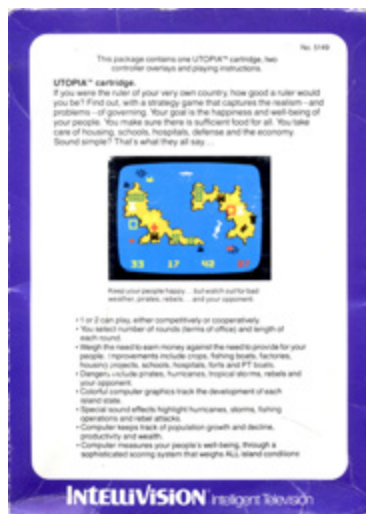 No. 5149
This package contains one UTOPIA™ cartridge, two
controller overlays and playing instructions.
UTOPIA™ cartridge.
If you were the ruler of your very own country, how good a ruler would
you be? Find out, with a strategy game that captures the realism - and
problems - of governing. Your goal is the happiness and well-being of
your people. You make sure there is sufficient food for all. You take
care of housing, schools, hospitals, defense and the economy.
Sound simple? That's what they all say...
33 17 42
Keep your people happy... but watch out for bad
weather, pirates, rebels... and your opponent.
• 1 or 2 can play, either competitively or cooperatively.
• You select number of rounds (terms of office) and length of
each round.
• Weigh the need to earn money against the need to provide for your
people. Improvements include crops, fishing boats, factories,
housing projects, schools, hospitals, forts and PT boats.
• Dangers include pirates, hurricanes, tropical storms, rebels and
your opponent.
• Colorful computer graphics track the development of each
island state.
• Special sound effects highlight hurricanes, storms, fishing
operations and rebel attacks.
• Computer keeps track of population growth and decline,
productivity and wealth.
• Computer measures your people's well-being, through a
sophisticated scoring system that weighs ALL island conditions
INTELLIVISION Intelligent Television